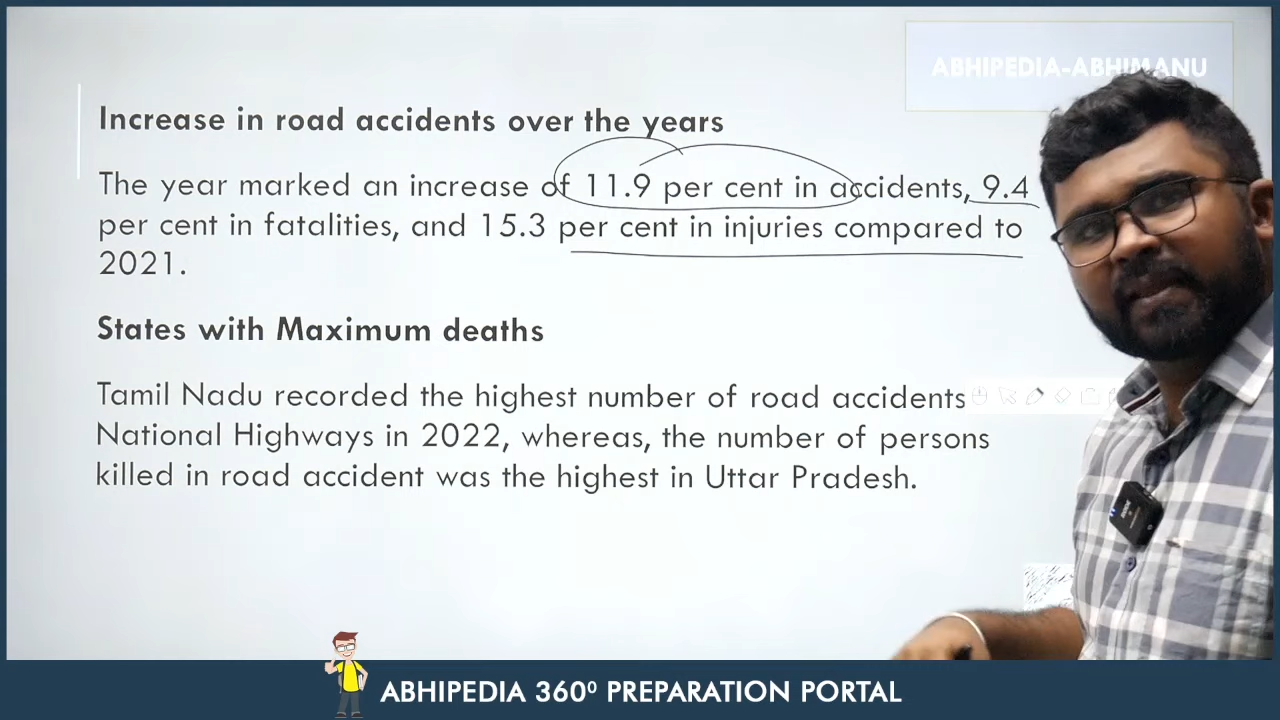 ABHIPEDIA-ABHIMANU
Increase in road accidents over the years
The year marked an increase of 11.9 per cent in accidents, 9.4
per cent in fatalities, and 15.3 per cent in injuries compared to
2021.
States with Maximum deaths
Tamil Nadu recorded the highest number of road accidents
National Highways in 2022, whereas, the number of persons
killed in road accident was the highest in Uttar Pradesh.
ABHIPEDIA 360⁰ PREPARATION PORTAL